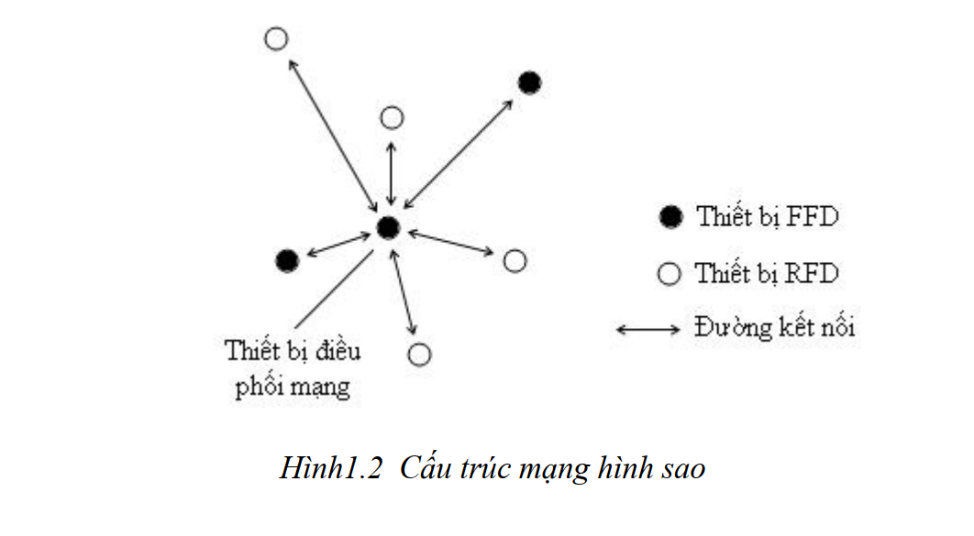 Thiết bị FFD
Thiết bị RFD
Đường kết nối
Thiết bị điều
phối mạng
Hình1.2 Cấu trúc mạng hình sao